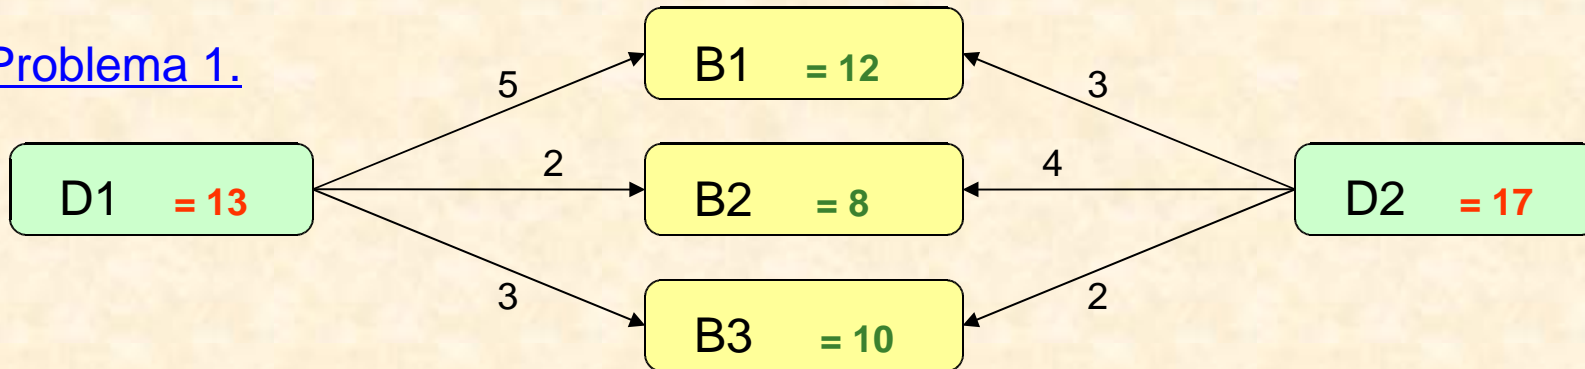 Problema 1.
B1 = 12
5
3
D1 = 13
2
B2 = 8
4
D2 = 17
3
B3 = 10
2